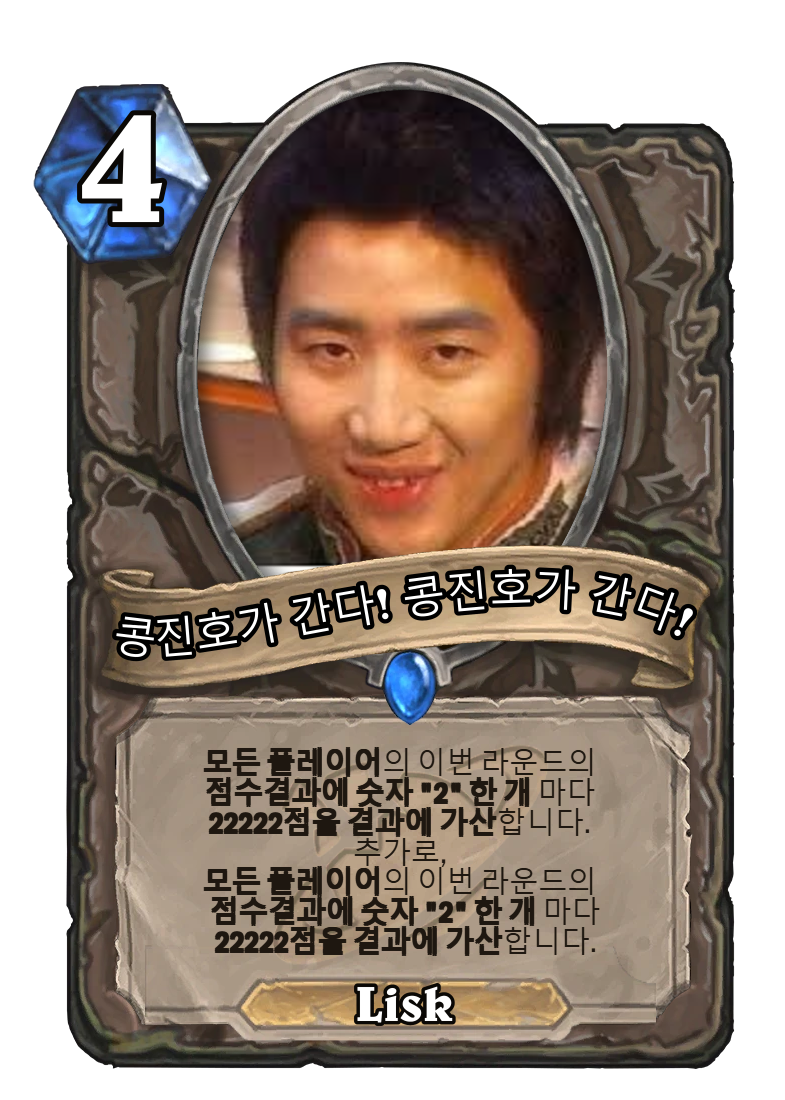 4
콩진호가 간다! 콩진호가 간다!
모든 플레이어의 이번 라운드의
점수결과에 숫자 "2" 한 개 마다
22222점을 결과에 가산합니다.
추가로,
모든 플레이어의 이번 라운드의
점수결과에 숫자 "2" 한 개 마다
22222점을 결과에 가산합니다.
Lisk